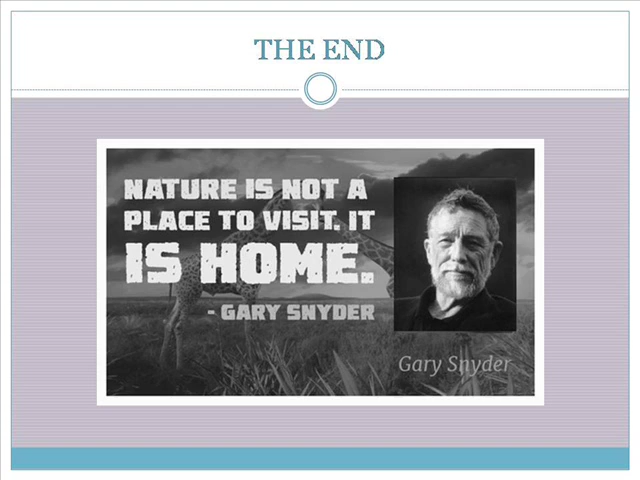 THE END
NATURE IS NOT A
PLACE TO VISIT. IT
IS HOME.
- GARY SNYDER
Gary Snyder